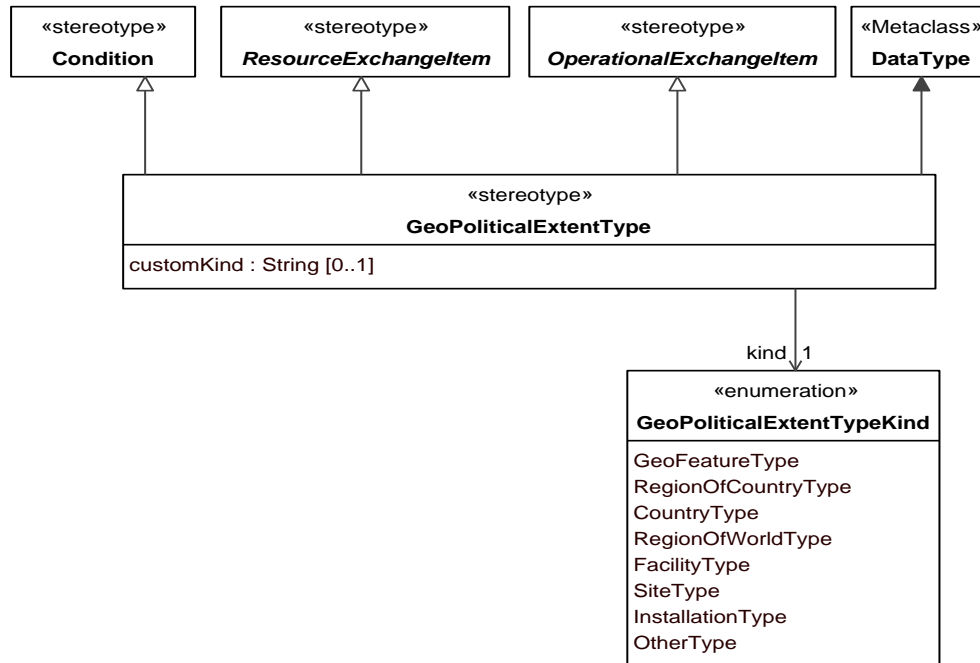 «stereotype»
Condition
«stereotype»
ResourceExchangeItem
«stereotype»
OperationalExchangeItem
«Metaclass»
DataType
«stereotype»
GeoPoliticalExtentType
customKind : String [0..1]
kind 1
«enumeration»
GeoPoliticalExtentTypeKind
GeoFeatureType
RegionOfCountryType
CountryType
RegionOfWorldType
FacilityType
SiteType
InstallationType
OtherType